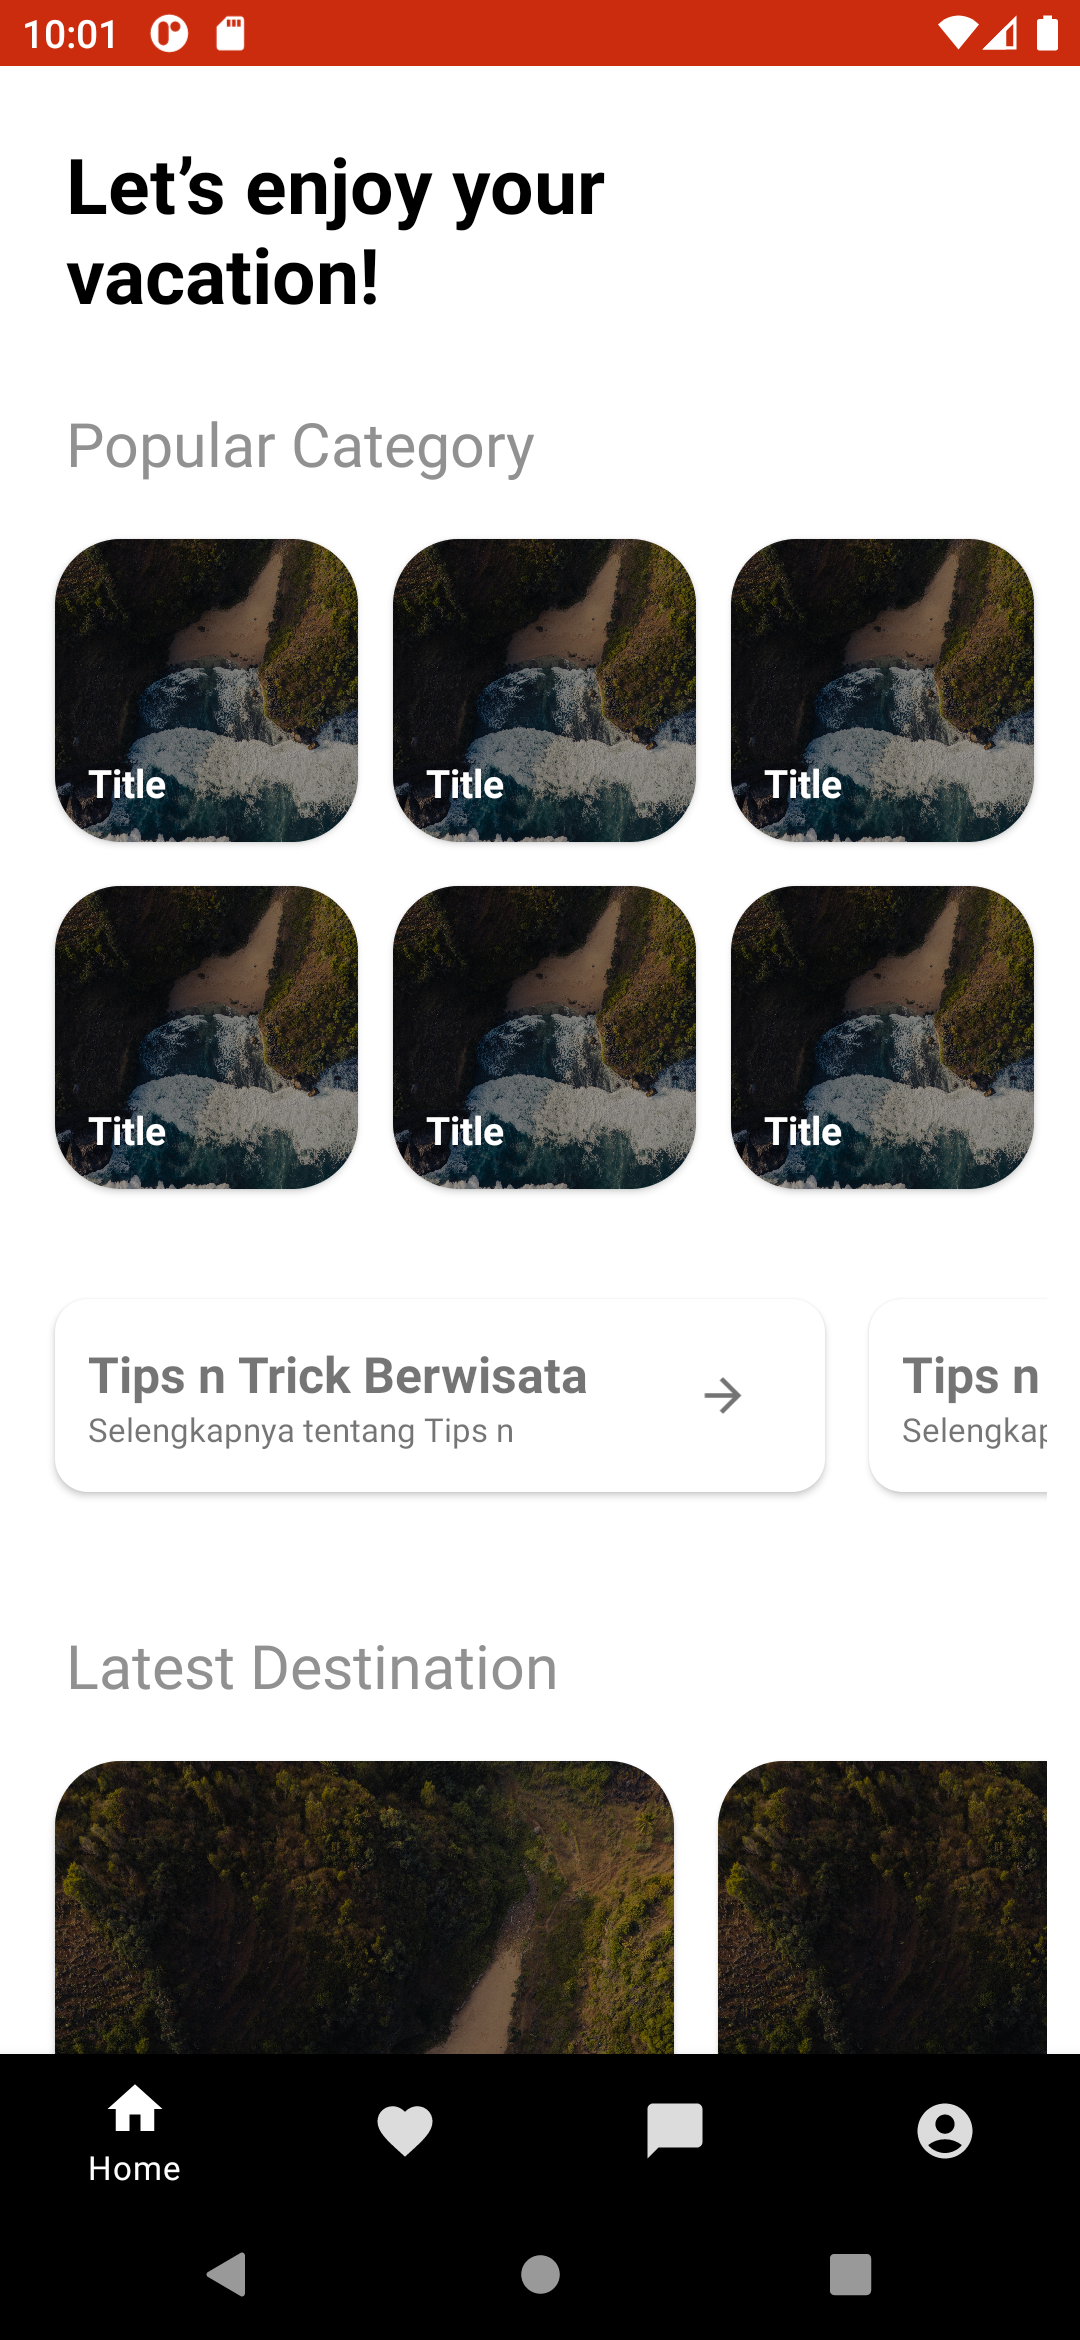 10:01
Let’s enjoy your
vacation!
Popular Category
Title
Title
Title
Title
Title
Title
Tips n Trick Berwisata
Selengkapnya tentang Tips n
Tips n
Selengkap
Latest Destination
Home